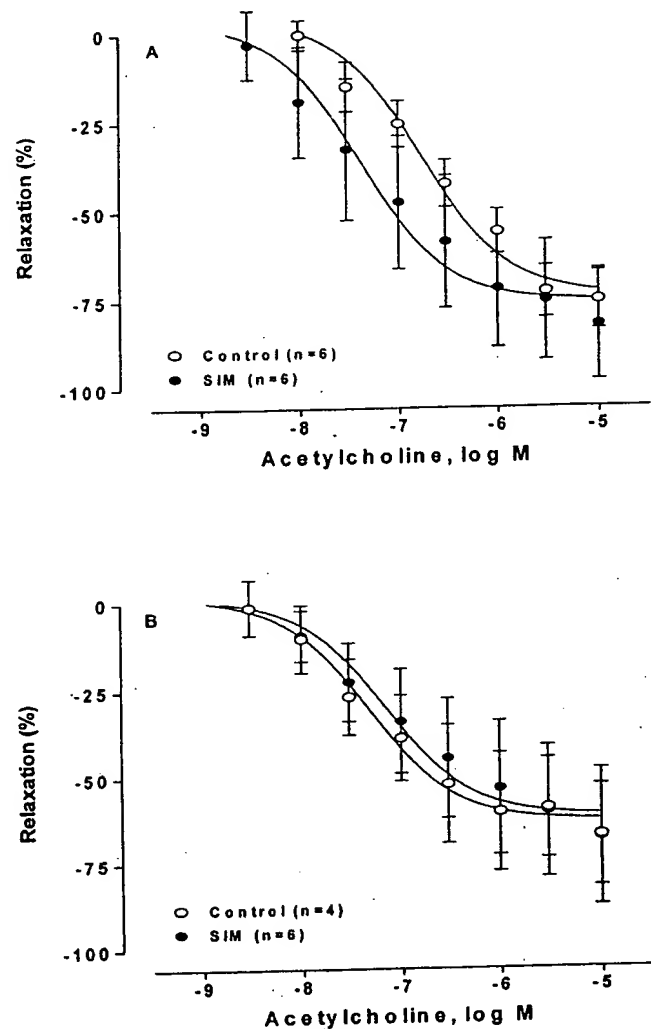 A
0
-25
-50
-75
-100
Relaxation (%)
Control (n=6)
SIM (n=6)
-9 -8 -7 -6 -5
Acetylcholine, log M
B
0
-25
-50
-75
-100
Relaxation (%)
Control (n=4)
SIM (n=6)
-9 -8 -7 -6 -5
Acetylcholine, log M